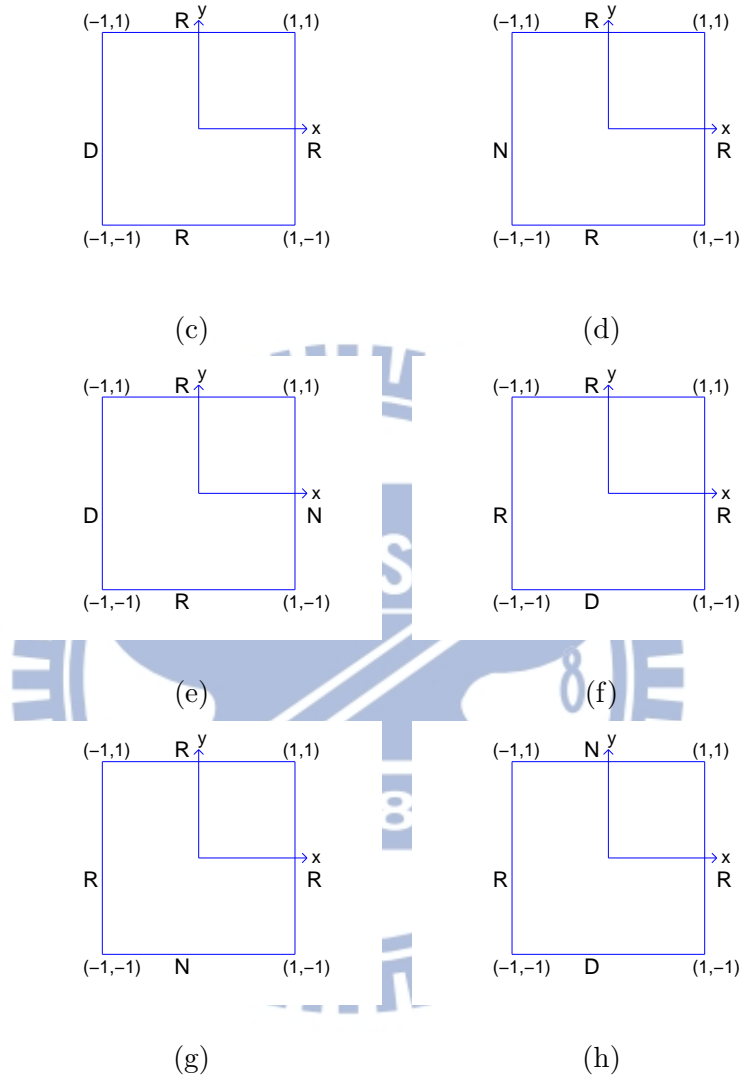 (−1,1) R y (1,1) (−1,1) R y (1,1)
x x
D R N R
(−1,−1) R (1,−1) (−1,−1) R (1,−1)
(c) (d)
(−1,1) R y (1,1) (−1,1) R y (1,1)
x x
S
D N R R
(−1,−1) R (1,−1) (−1,−1) D (1,−1)
(e) 8 (f)
(−1,1) R y (1,1) (−1,1) N y (1,1)
8
x x
R R R R
(−1,−1) N (1,−1) (−1,−1) D (1,−1)
(g) (h)